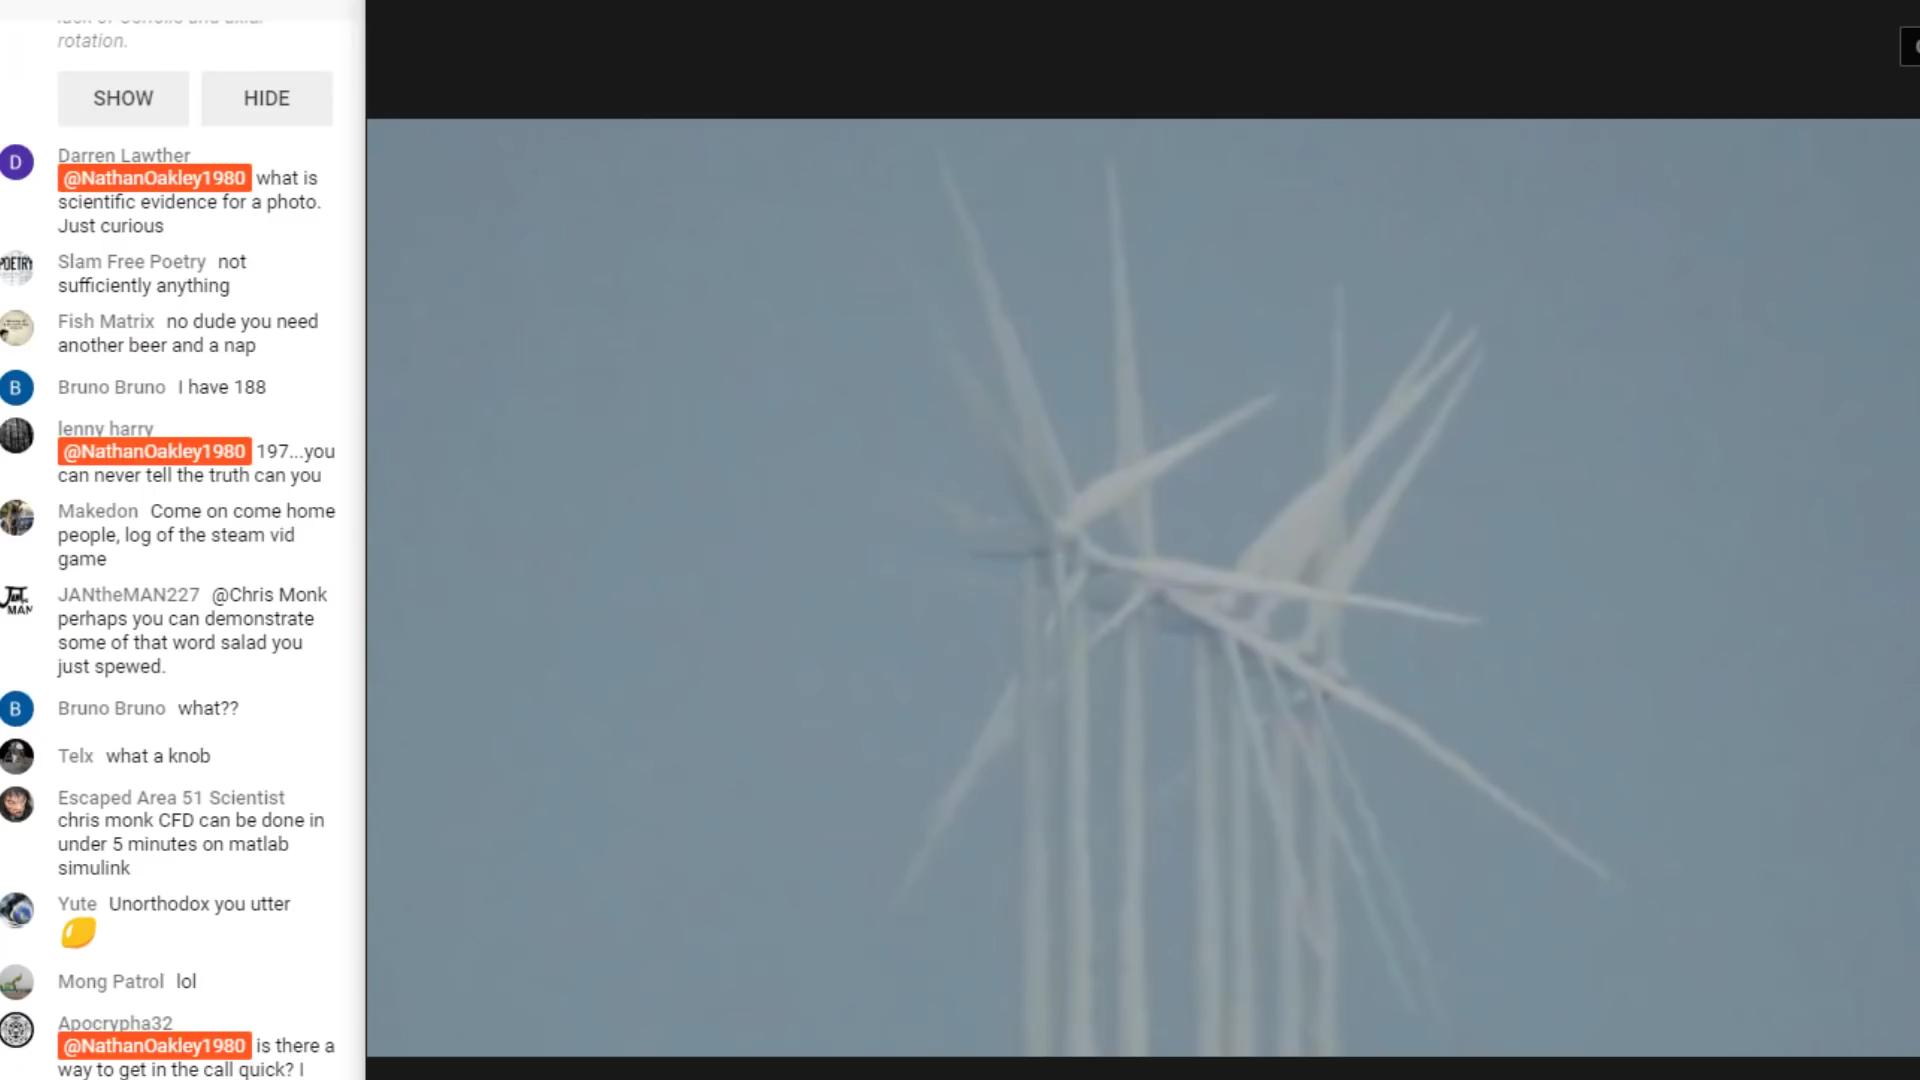 lack of Coriolis and axial
rotation.
SHOW HIDE
D Darren Lawther
@NathanOakley1980 what is
scientific evidence for a photo.
Just curious
POETRY Slam Free Poetry not
sufficiently anything
Fish Matrix no dude you need
another beer and a nap
B Bruno Bruno I have 188
lenny harry
@NathanOakley1980 197...you
can never tell the truth can you
Makedon Come on come home
people, log of the steam vid
game
JANtheMAN227 @Chris Monk
perhaps you can demonstrate
some of that word salad you
just spewed.
B Bruno Bruno what??
Telx what a knob
Escaped Area 51 Scientist
chris monk CFD can be done in
under 5 minutes on matlab
simulink
Yute Unorthodox you utter
Mong Patrol lol
Apocrypha32
@NathanOakley1980 is there a
way to get in the call quick? I